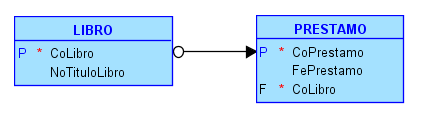 LIBRO
P * CoLibro
NoTituloLibro
PRESTAMO
P * CoPrestamo
FePrestamo
F * CoLibro